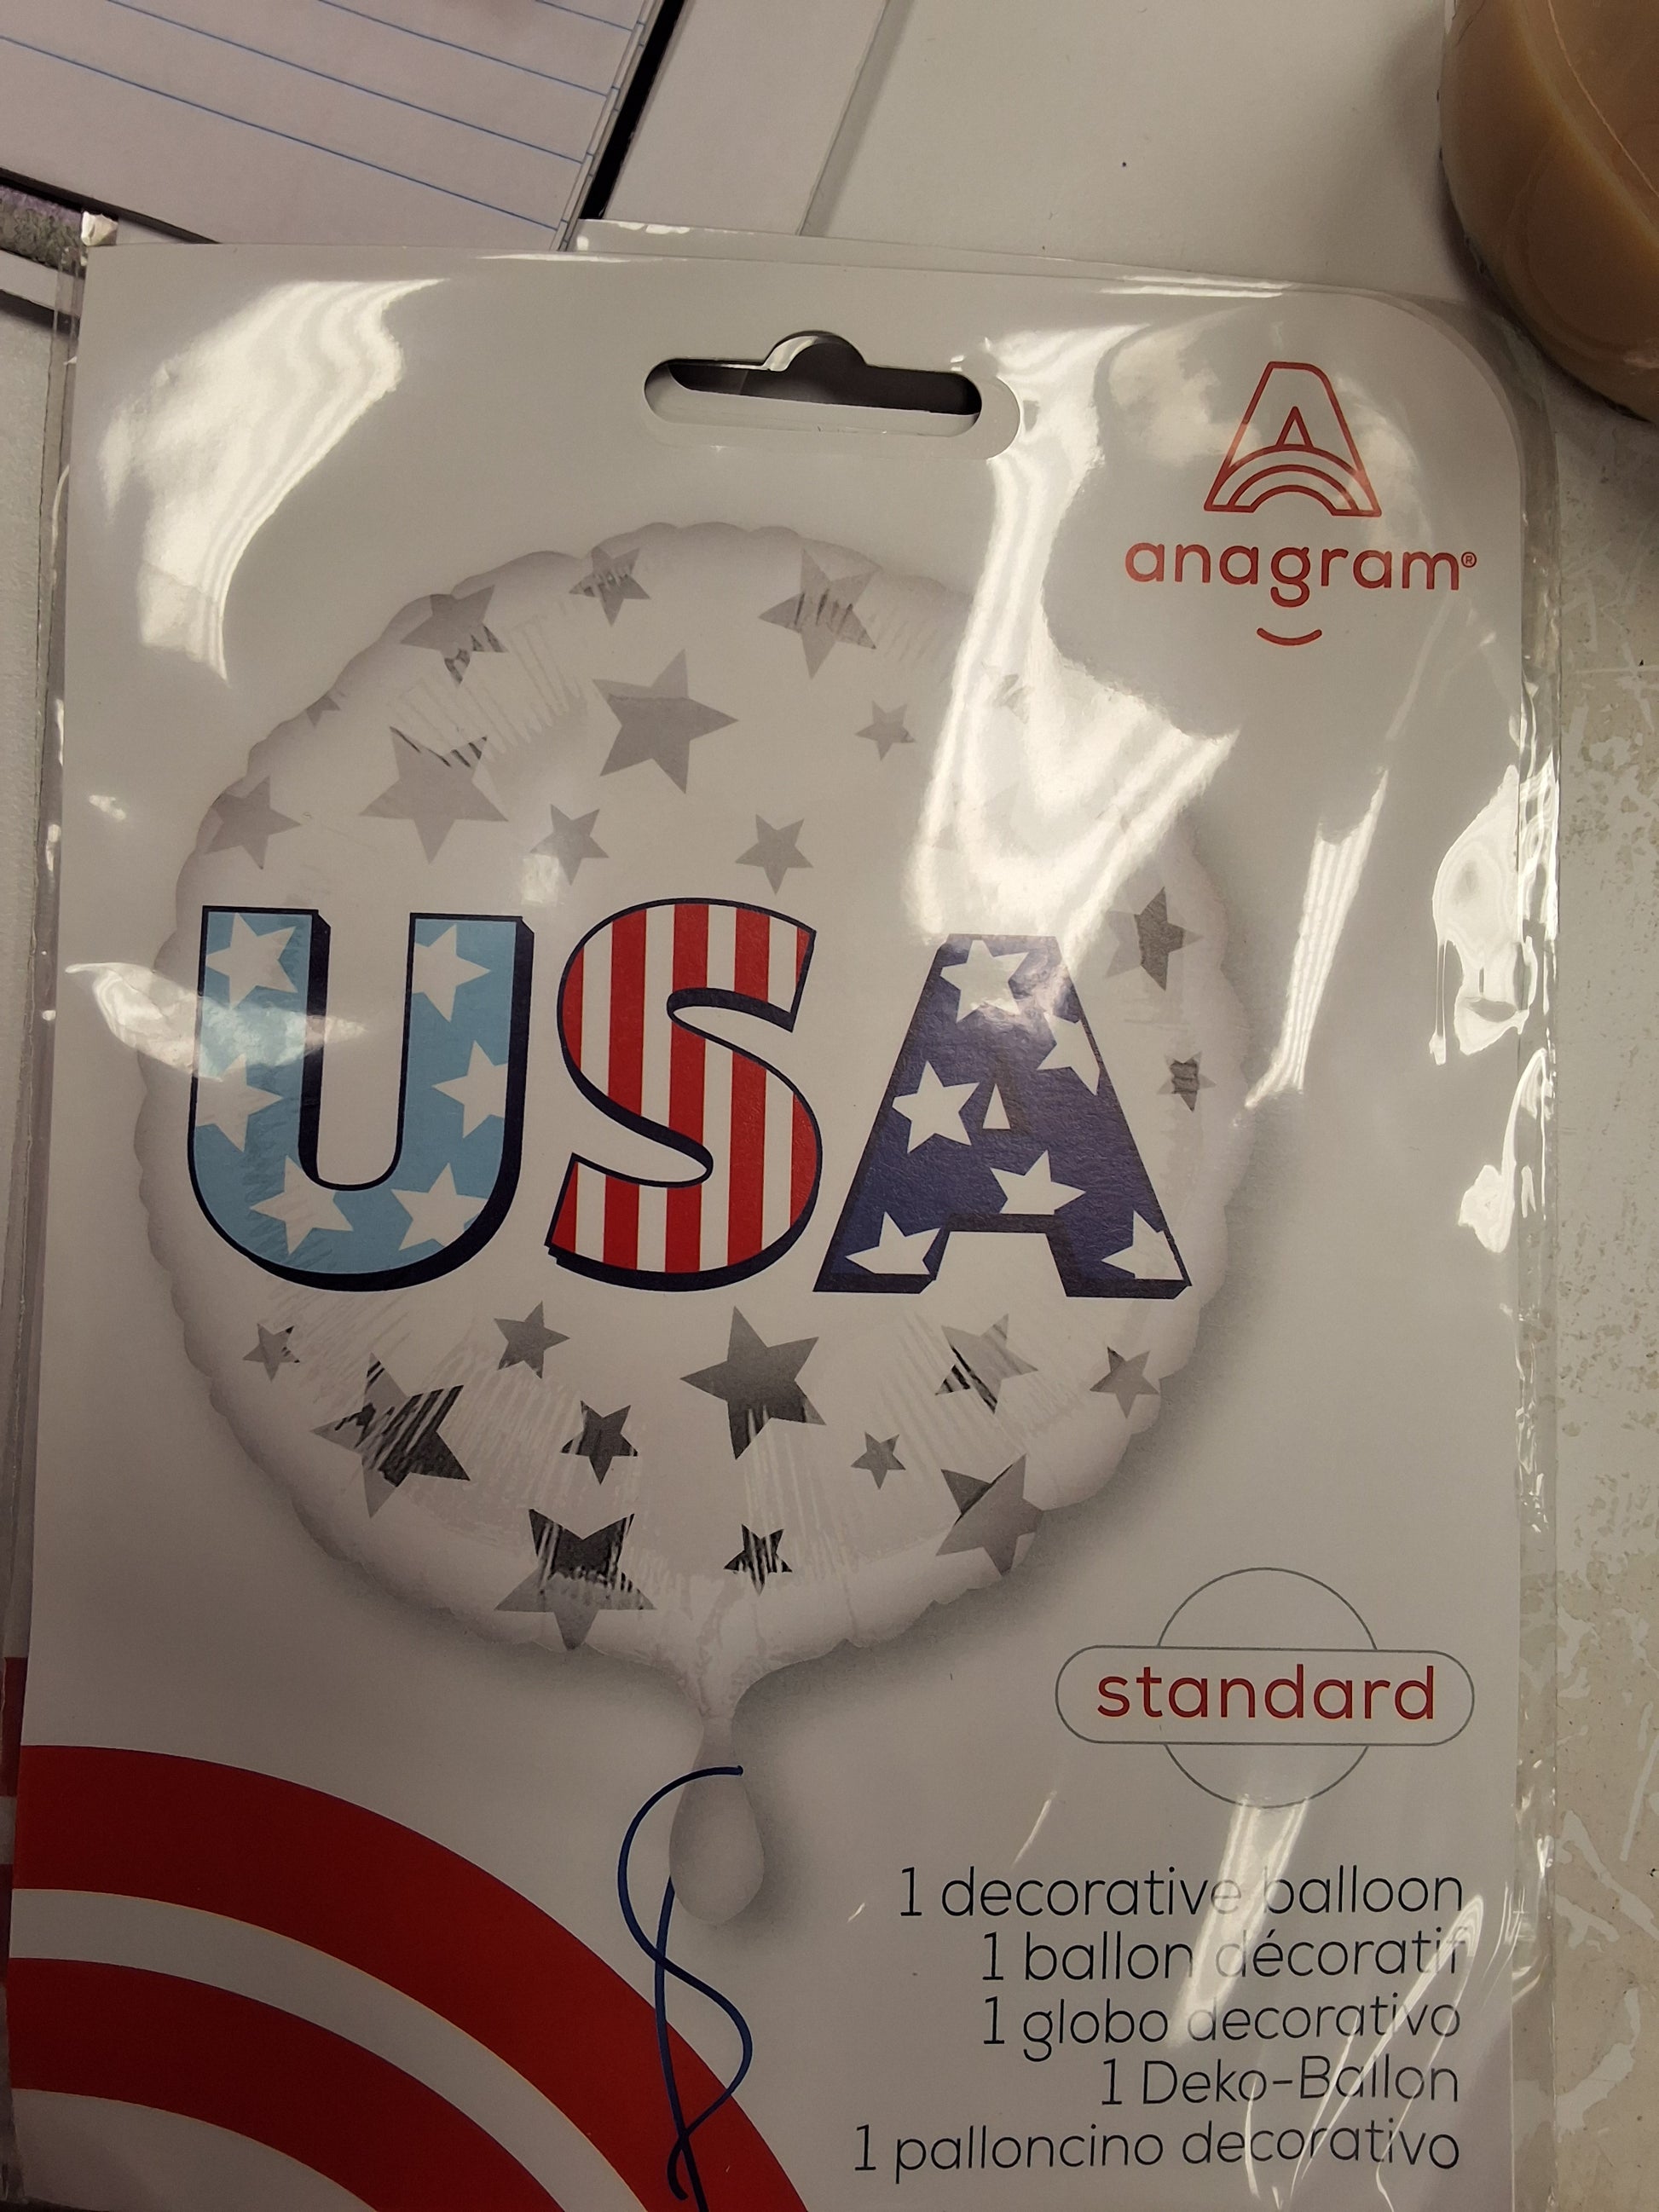 anagram®
USA
standard
1 decorative balloon
1 ballon décoratif
1 globo decorativo
1 Deko-Ballon
1 palloncino decorativo